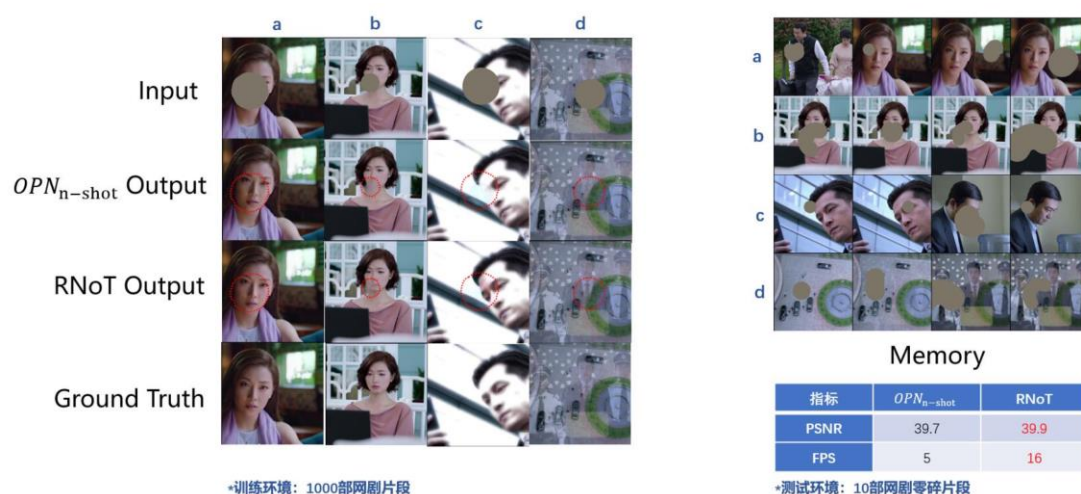 a b c d
Input
OPNn-shot Output
RNoT Output
Ground Truth
*训练环境：1000部网剧片段
a
b
c
d
Memory
指标 OPNn-shot RNoT
PSNR 39.7 39.9
FPS 5 16
*测试环境：10部网剧零碎片段